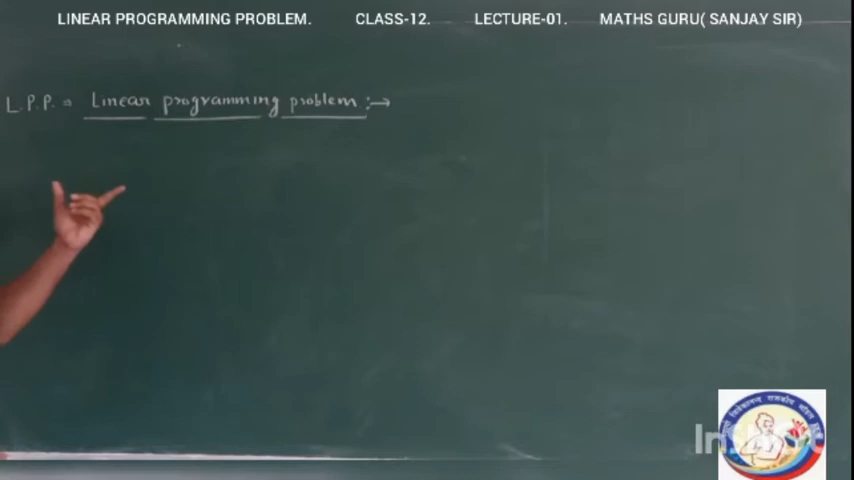 LINEAR PROGRAMMING PROBLEM. CLASS-12. LECTURE-01. MATHS GURU( SANJAY SIR)
L.P.P. = Linear programming problem :→